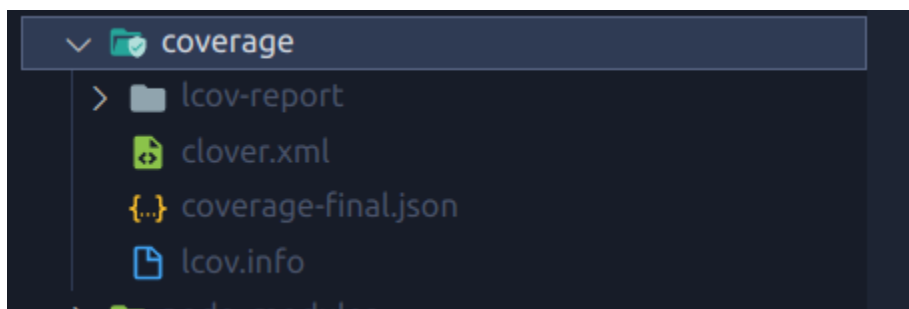 coverage
lcov-report
clover.xml
{...} coverage-final.json
lcov.info